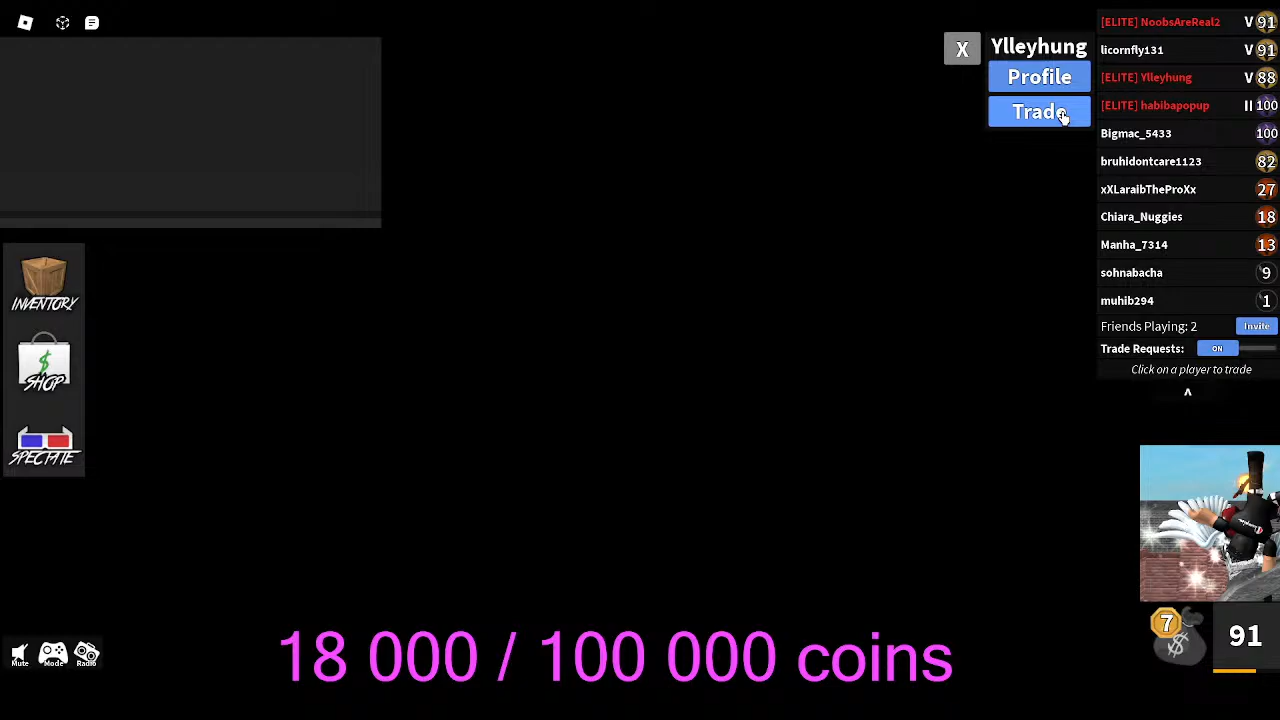 X
Ylleyhung
Profile
Trade
[ELITE] NoobsAreReal2 V 91
licornfly131 V 91
[ELITE] Ylleyhung V 88
[ELITE] habibapopup II 100
Bigmac_5433 100
bruhidontcare1123 82
xXLaraibTheProXx 27
Chiara_Nuggies 18
Manha_7314 13
sohnabacha 9
muhib294 1
Friends Playing: 2 Invite
Trade Requests: ON
Click on a player to trade
INVENTORY
SHOP
SPECTATE
Mute Mode Radio
7
91
18 000 / 100 000 coins